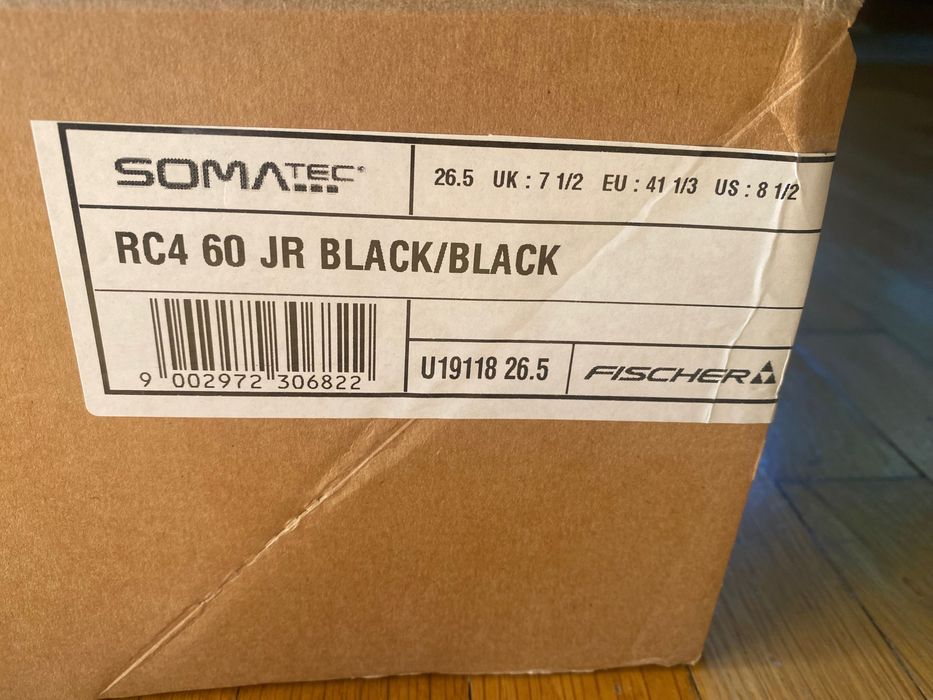 SOMATEC
26.5 UK : 7 1/2 EU : 41 1/3 US : 8 1/2
RC4 60 JR BLACK/BLACK
9 002972 306822
U19118 26.5
FISCHER